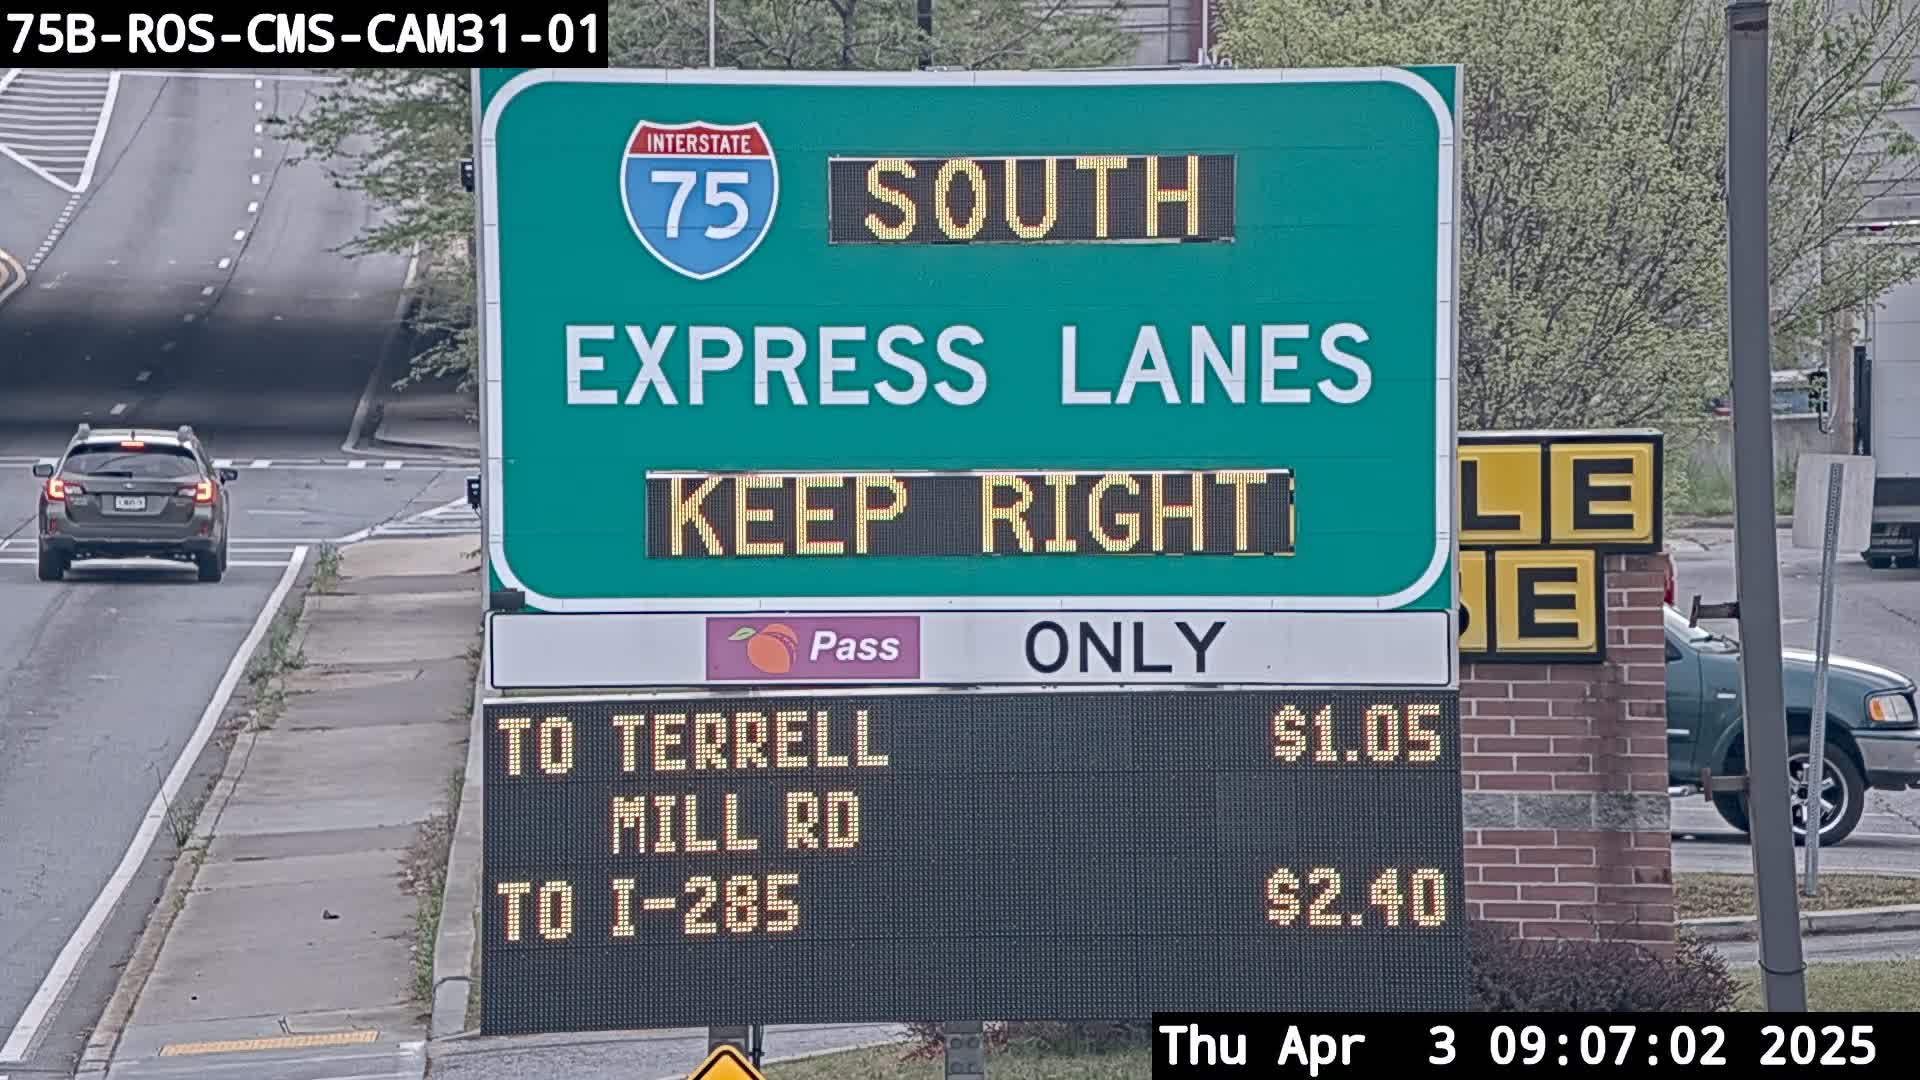 75B-ROS-CMS-CAM31-01
INTERSTATE
75
SOUTH
EXPRESS LANES
KEEP RIGHT
Pass ONLY
TO TERRELL $1.05
MILL RD
TO I-285 $2.40
LE
E
Thu Apr 3 09:07:02 2025